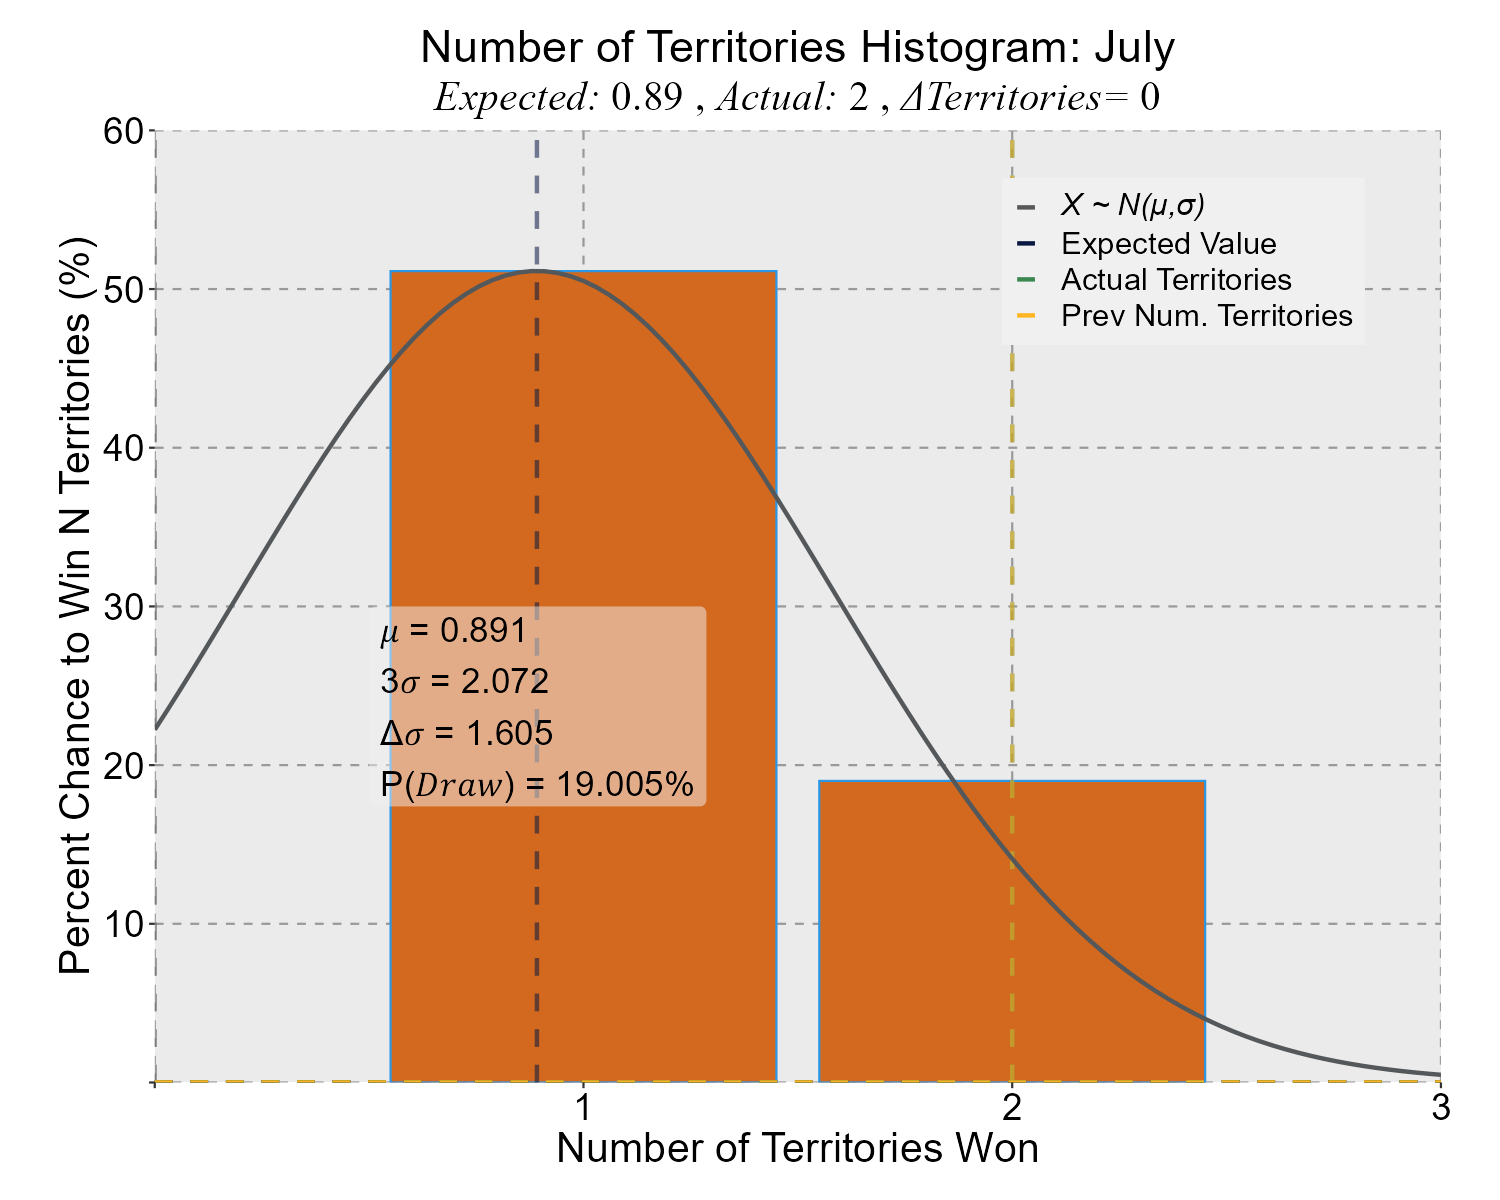 Number of Territories Histogram: July
Expected: 0.89 , Actual: 2 , ΔTerritories= 0
Percent Chance to Win N Territories (%)
60
50
40
30
20
10
X ~ N(μ,σ)
Expected Value
Actual Territories
Prev Num. Territories
μ = 0.891
3σ = 2.072
Δσ = 1.605
P(Draw) = 19.005%
1
2
3
Number of Territories Won